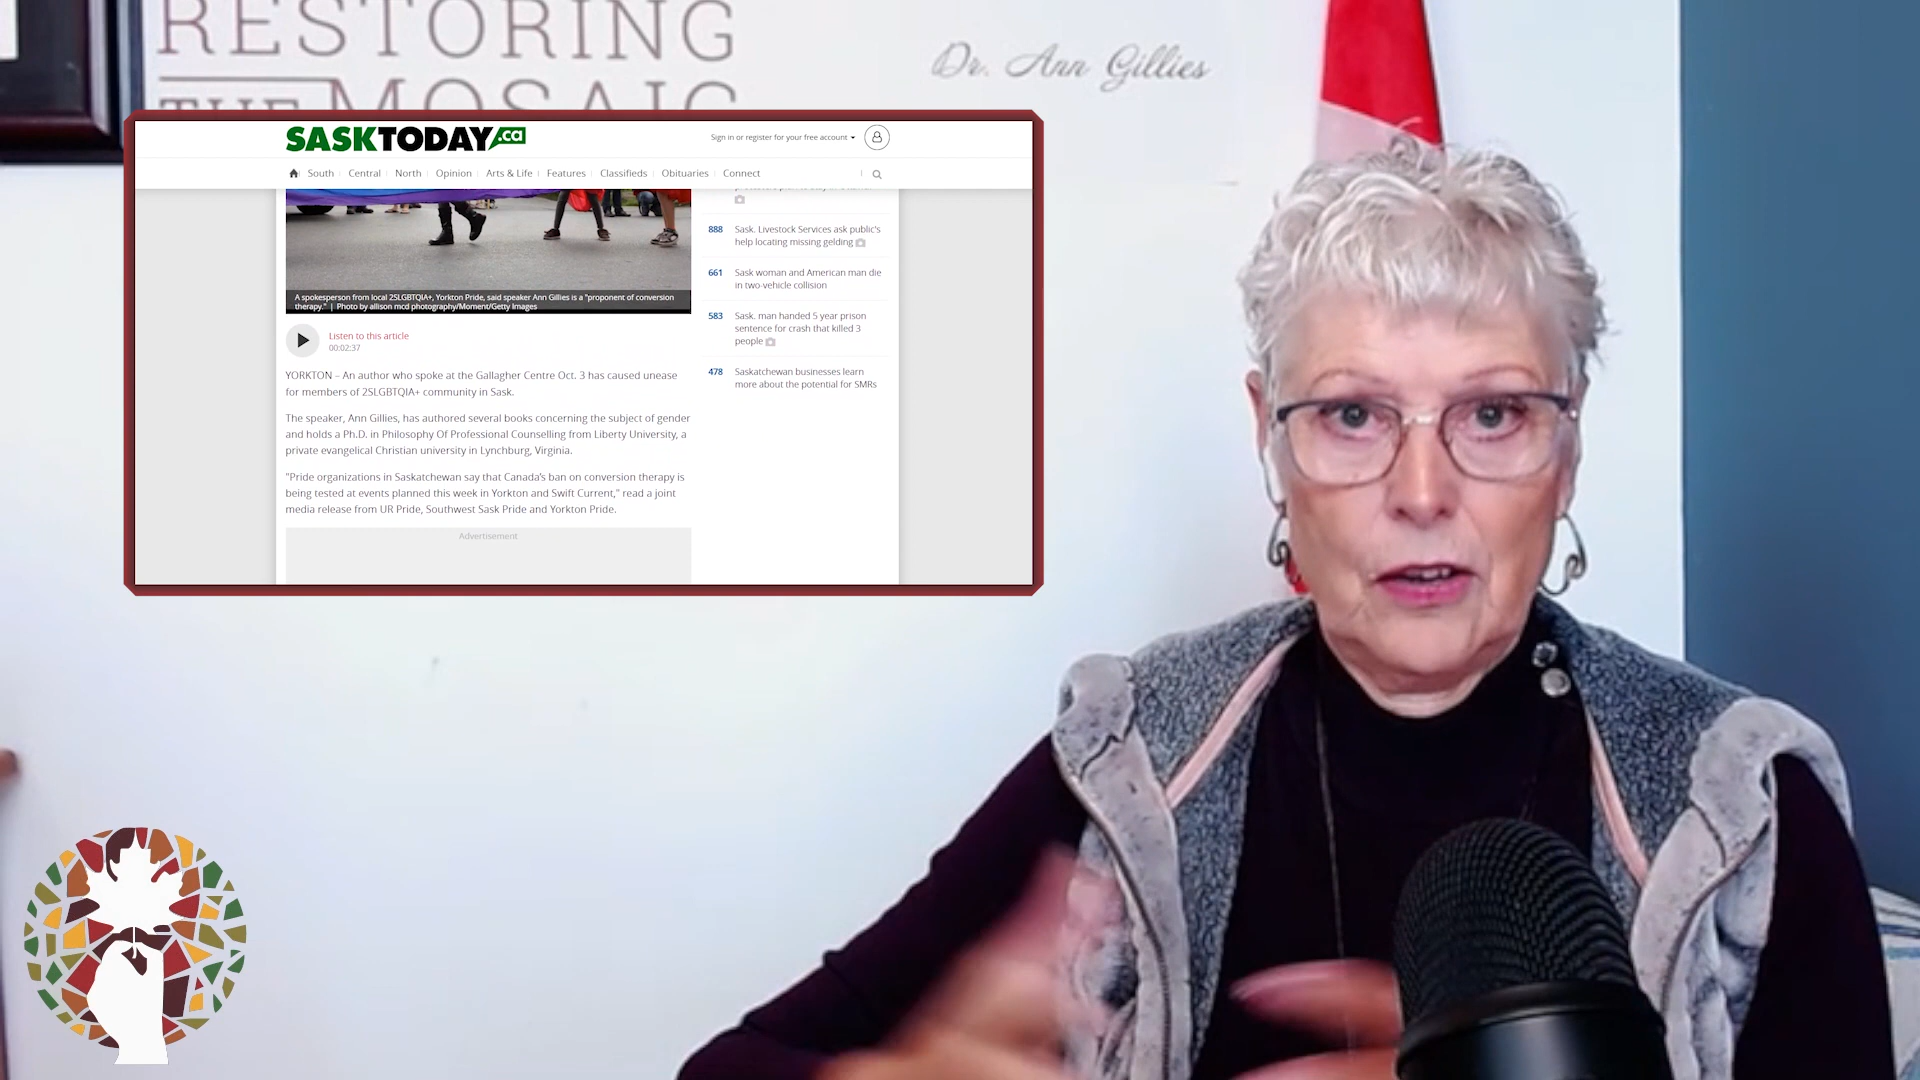 RESTORING
THE MOSAIC
Dr. Ann Gillies
SASKTODAY.ca
Sign in or register for your free account
South Central North Opinion Arts & Life Features Classifieds Obituaries Connect
A spokesperson from local 2SLGBTQIA+, Yorkton Pride, said speaker Ann Gillies is a "proponent of conversion
therapy." | Photo by allison mcd photography/Moment/Getty Images
Listen to this article
00:02:37
YORKTON – An author who spoke at the Gallagher Centre Oct. 3 has caused unease
for members of 2SLGBTQIA+ community in Sask.
The speaker, Ann Gillies, has authored several books concerning the subject of gender
and holds a Ph.D. in Philosophy Of Professional Counselling from Liberty University, a
private evangelical Christian university in Lynchburg, Virginia.
"Pride organizations in Saskatchewan say that Canada's ban on conversion therapy is
being tested at events planned this week in Yorkton and Swift Current," read a joint
media release from UR Pride, Southwest Sask Pride and Yorkton Pride.
Advertisement
888 Sask. Livestock Services ask public's
help locating missing gelding
661 Sask woman and American man die
in two-vehicle collision
583 Sask. man handed 5 year prison
sentence for crash that killed 3
people
478 Saskatchewan businesses learn
more about the potential for SMRs